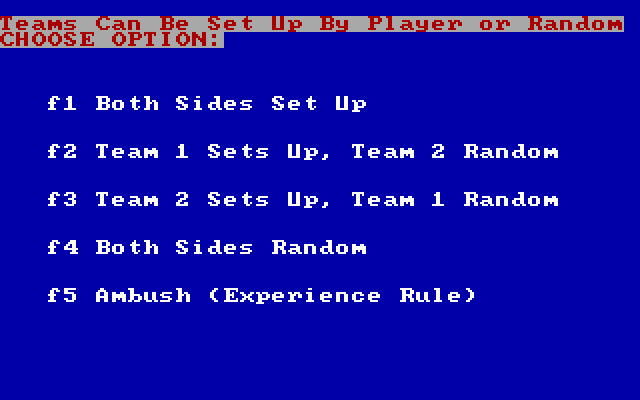 Teams Can Be Set Up By Player or Random
CHOOSE OPTION:
f1 Both Sides Set Up
f2 Team 1 Sets Up, Team 2 Random
f3 Team 2 Sets Up, Team 1 Random
f4 Both Sides Random
f5 Ambush (Experience Rule)